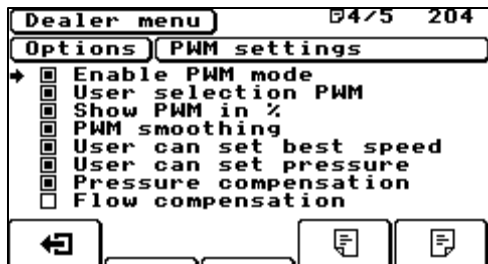 Dealer menu 4/5 204
Options PWM settings
Enable PWM mode
User selection PWM
Show PWM in %
PWM smoothing
User can set best speed
User can set pressure
Pressure compensation
Flow compensation